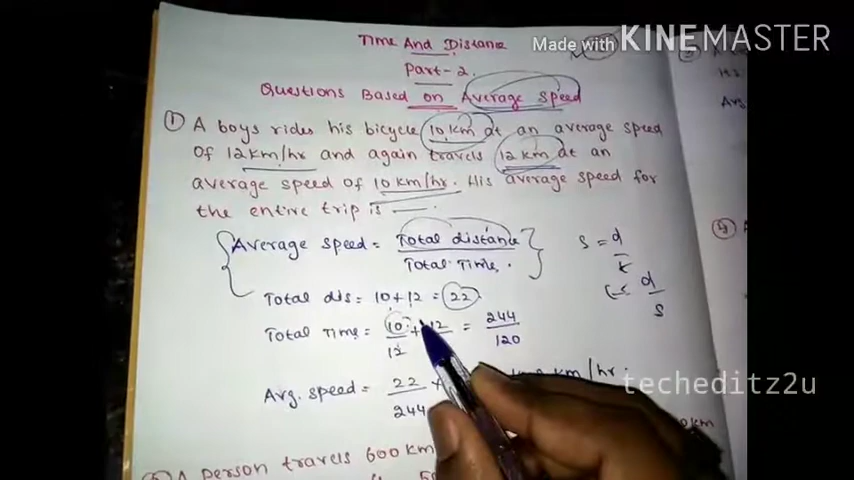 Made with KINEMASTER
Time And Distance
Part-2.
Questions Based on Average Speed
① A boys rides his bicycle 10 km at an average speed
of 12 km/hr and again travels 12 km at an
average speed of 10 km/hr. His average speed for
the entire trip is
Average speed = Total distance / Total Time.
S = d / t
t = d / s
Total dis = 10 + 12 = 22.
Total Time = 10/12 + 12 = 244/120
Avg. speed = 22/244 × km/hr.
techeditz2u
A person travels 600 km